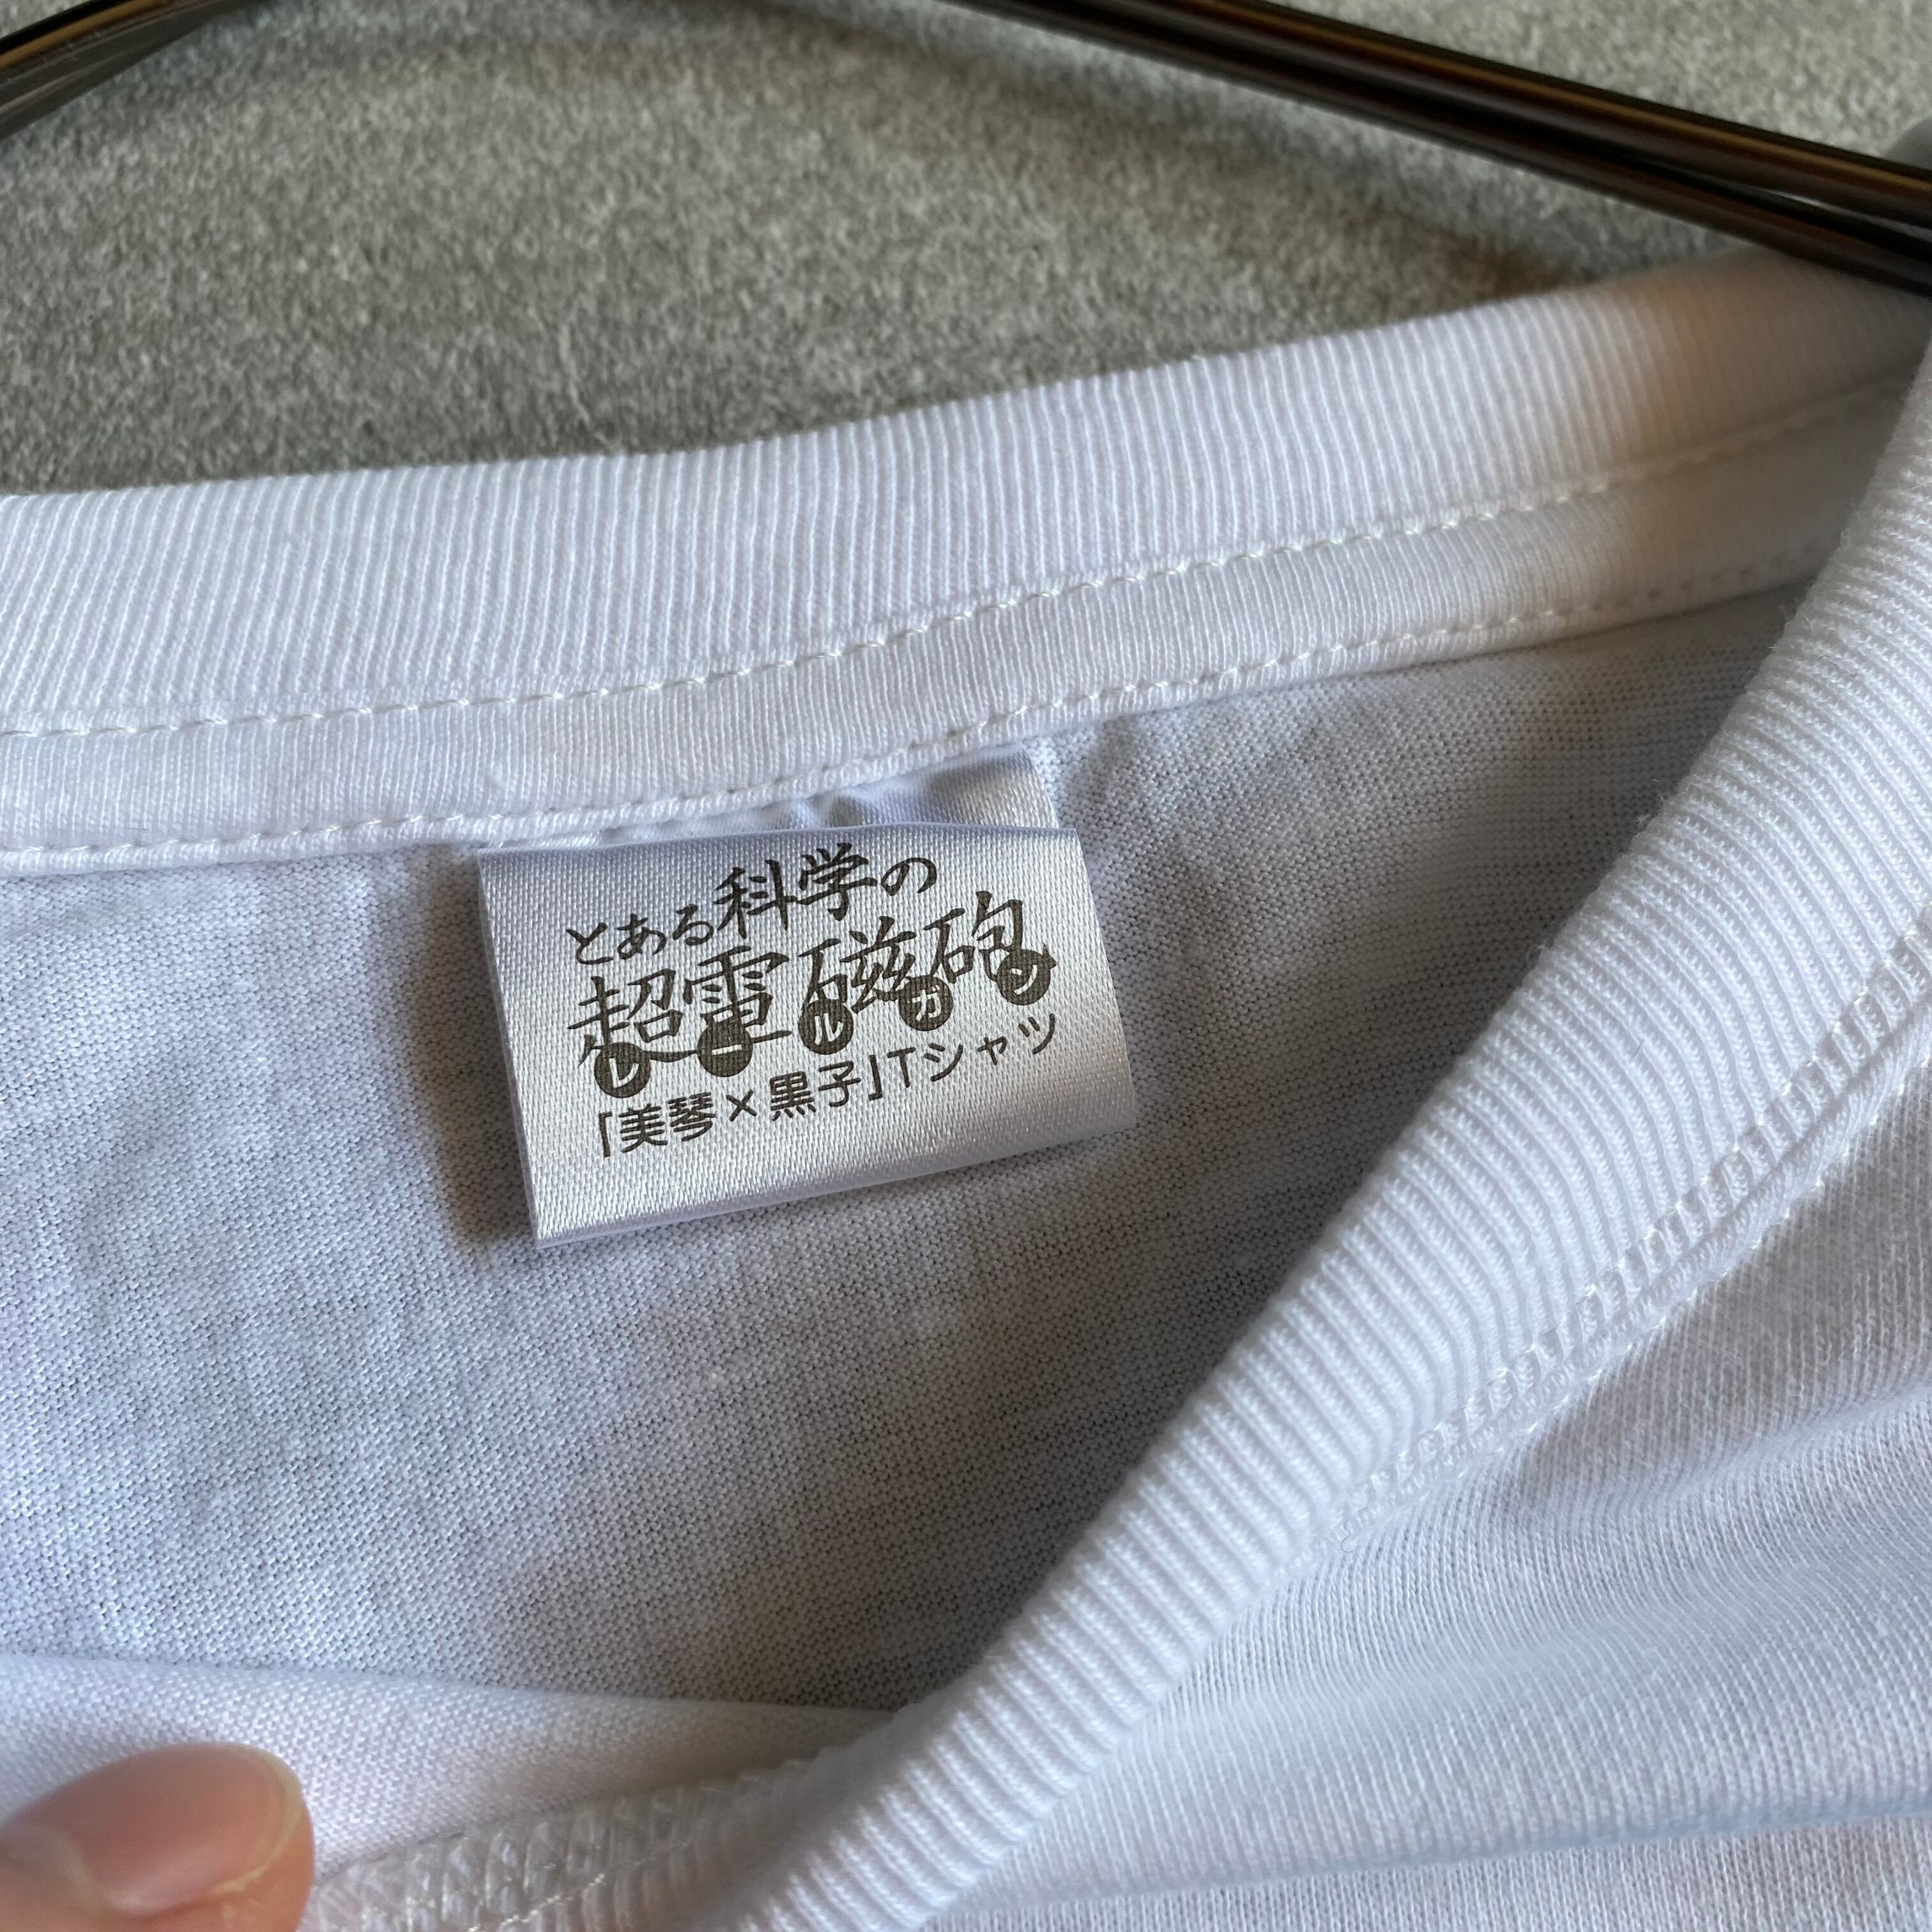 とある科学の
超電磁砲
レールガン
「美琴×黒子」Tシャツ